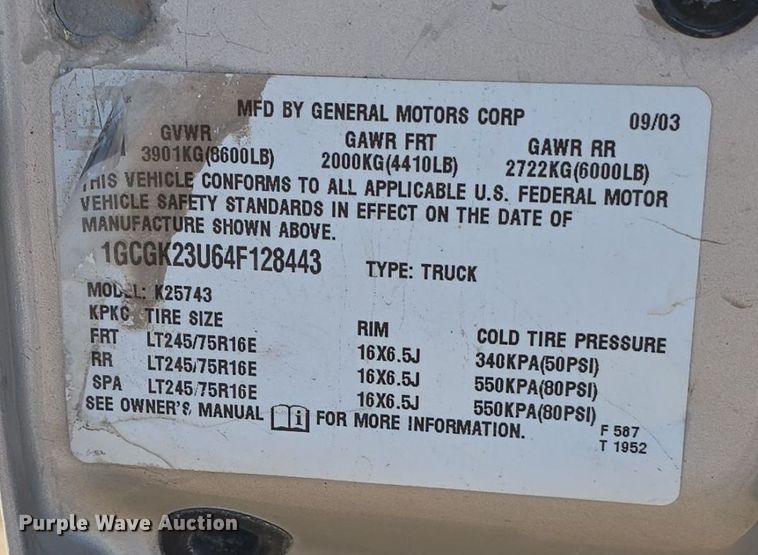 MFD BY GENERAL MOTORS CORP 09/03
GVWR GAWR FRT GAWR RR
3901KG(8600LB) 2000KG(4410LB) 2722KG(6000LB)
THIS VEHICLE CONFORMS TO ALL APPLICABLE U.S. FEDERAL MOTOR
VEHICLE SAFETY STANDARDS IN EFFECT ON THE DATE OF
MANUFACTURE SHOWN ABOVE.
1GCGK23U64F128443 TYPE: TRUCK
MODEL: K25743
KPKC TIRE SIZE RIM COLD TIRE PRESSURE
FRT LT245/75R16E 16X6.5J 340KPA(50PSI)
RR LT245/75R16E 16X6.5J 550KPA(80PSI)
SPA LT245/75R16E 16X6.5J 550KPA(80PSI)
SEE OWNER'S MANUAL i FOR MORE INFORMATION.
F 587
T 1952
Purple Wave Auction